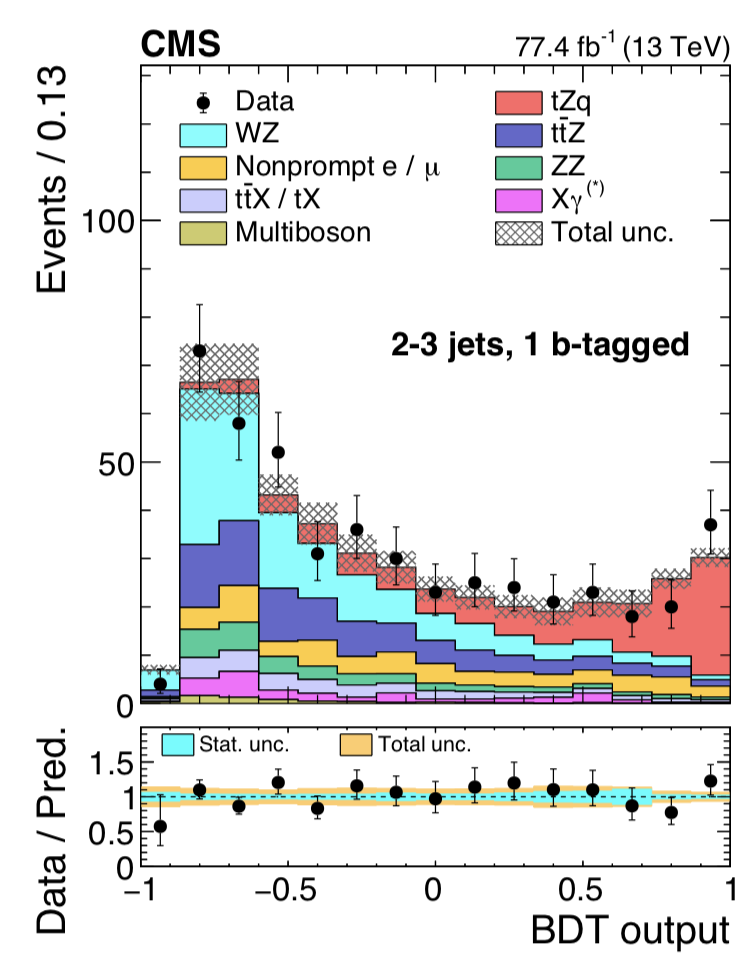 CMS 77.4 fb⁻¹ (13 TeV)
Events / 0.13
100
50
0
Data
tZq
WZ
tt̄Z
Nonprompt e / μ
ZZ
tt̄X / tX
Xγ⁽*⁾
Multiboson
Total unc.
2-3 jets, 1 b-tagged
Data / Pred.
1.5
1
0.5
0
Stat. unc.
Total unc.
−1 −0.5 0 0.5 1
BDT output